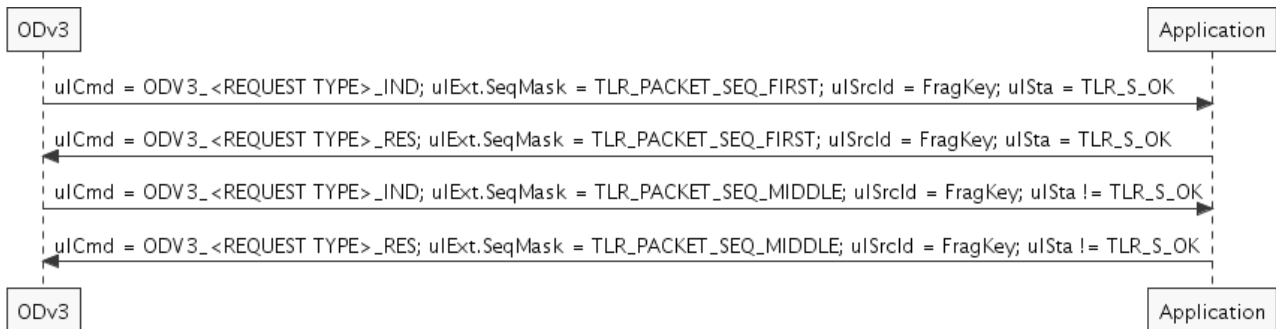 ODv3 Application
ulCmd = ODV3_<REQUEST TYPE>_IND; ulExt.SeqMask = TLR_PACKET_SEQ_FIRST; ulSrcId = FragKey; ulSta = TLR_S_OK
ulCmd = ODV3_<REQUEST TYPE>_RES; ulExt.SeqMask = TLR_PACKET_SEQ_FIRST; ulSrcId = FragKey; ulSta = TLR_S_OK
ulCmd = ODV3_<REQUEST TYPE>_IND; ulExt.SeqMask = TLR_PACKET_SEQ_MIDDLE; ulSrcId = FragKey; ulSta != TLR_S_OK
ulCmd = ODV3_<REQUEST TYPE>_RES; ulExt.SeqMask = TLR_PACKET_SEQ_MIDDLE; ulSrcId = FragKey; ulSta != TLR_S_OK
ODv3 Application